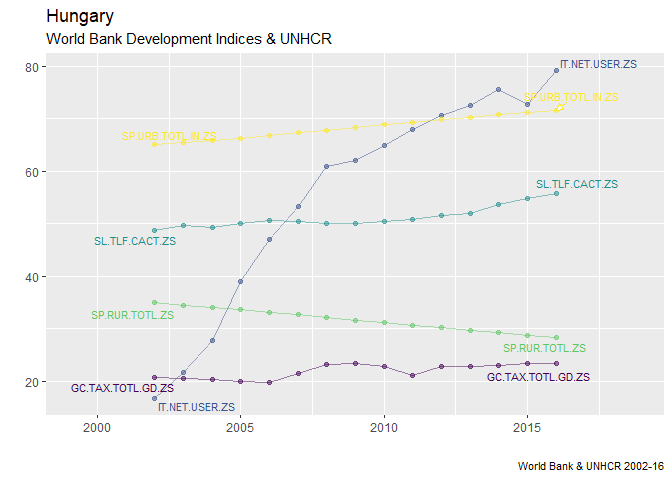 Hungary
World Bank Development Indices & UNHCR
80
60
40
20
IT.NET.USER.ZS
SP.URB.TOTL.IN.ZS
SP.URB.TOTL.IN.ZS
SL.TLF.CACT.ZS
SL.TLF.CACT.ZS
SP.RUR.TOTL.ZS
SP.RUR.TOTL.ZS
GC.TAX.TOTL.GD.ZS
GC.TAX.TOTL.GD.ZS
IT.NET.USER.ZS
2000 2005 2010 2015
World Bank & UNHCR 2002-16